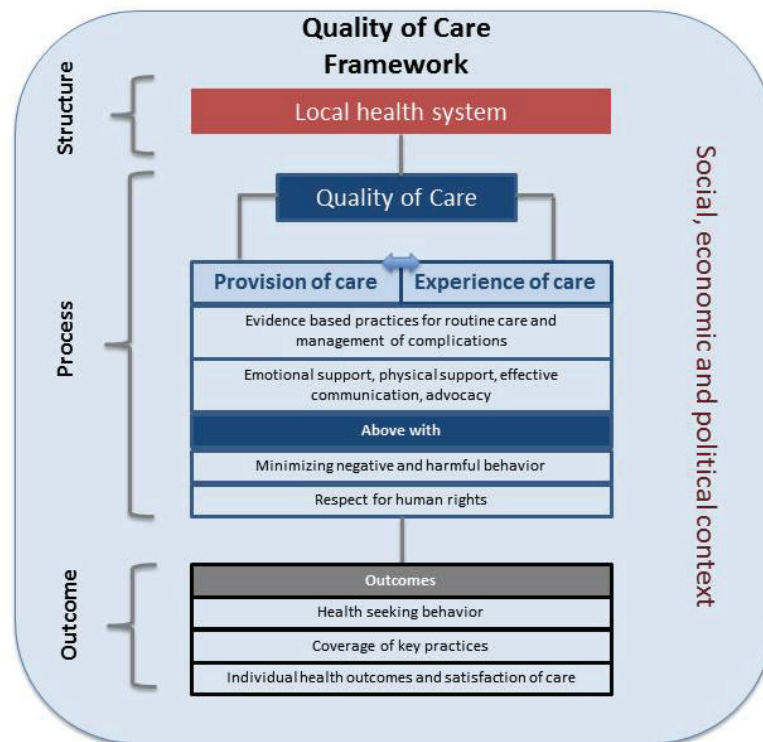 Quality of Care
Framework
Structure
Local health system
Process
Quality of Care
Provision of care
Experience of care
Evidence based practices for routine care and
management of complications
Emotional support, physical support, effective
communication, advocacy
Above with
Minimizing negative and harmful behavior
Respect for human rights
Outcome
Outcomes
Health seeking behavior
Coverage of key practices
Individual health outcomes and satisfaction of care
Social, economic and political context